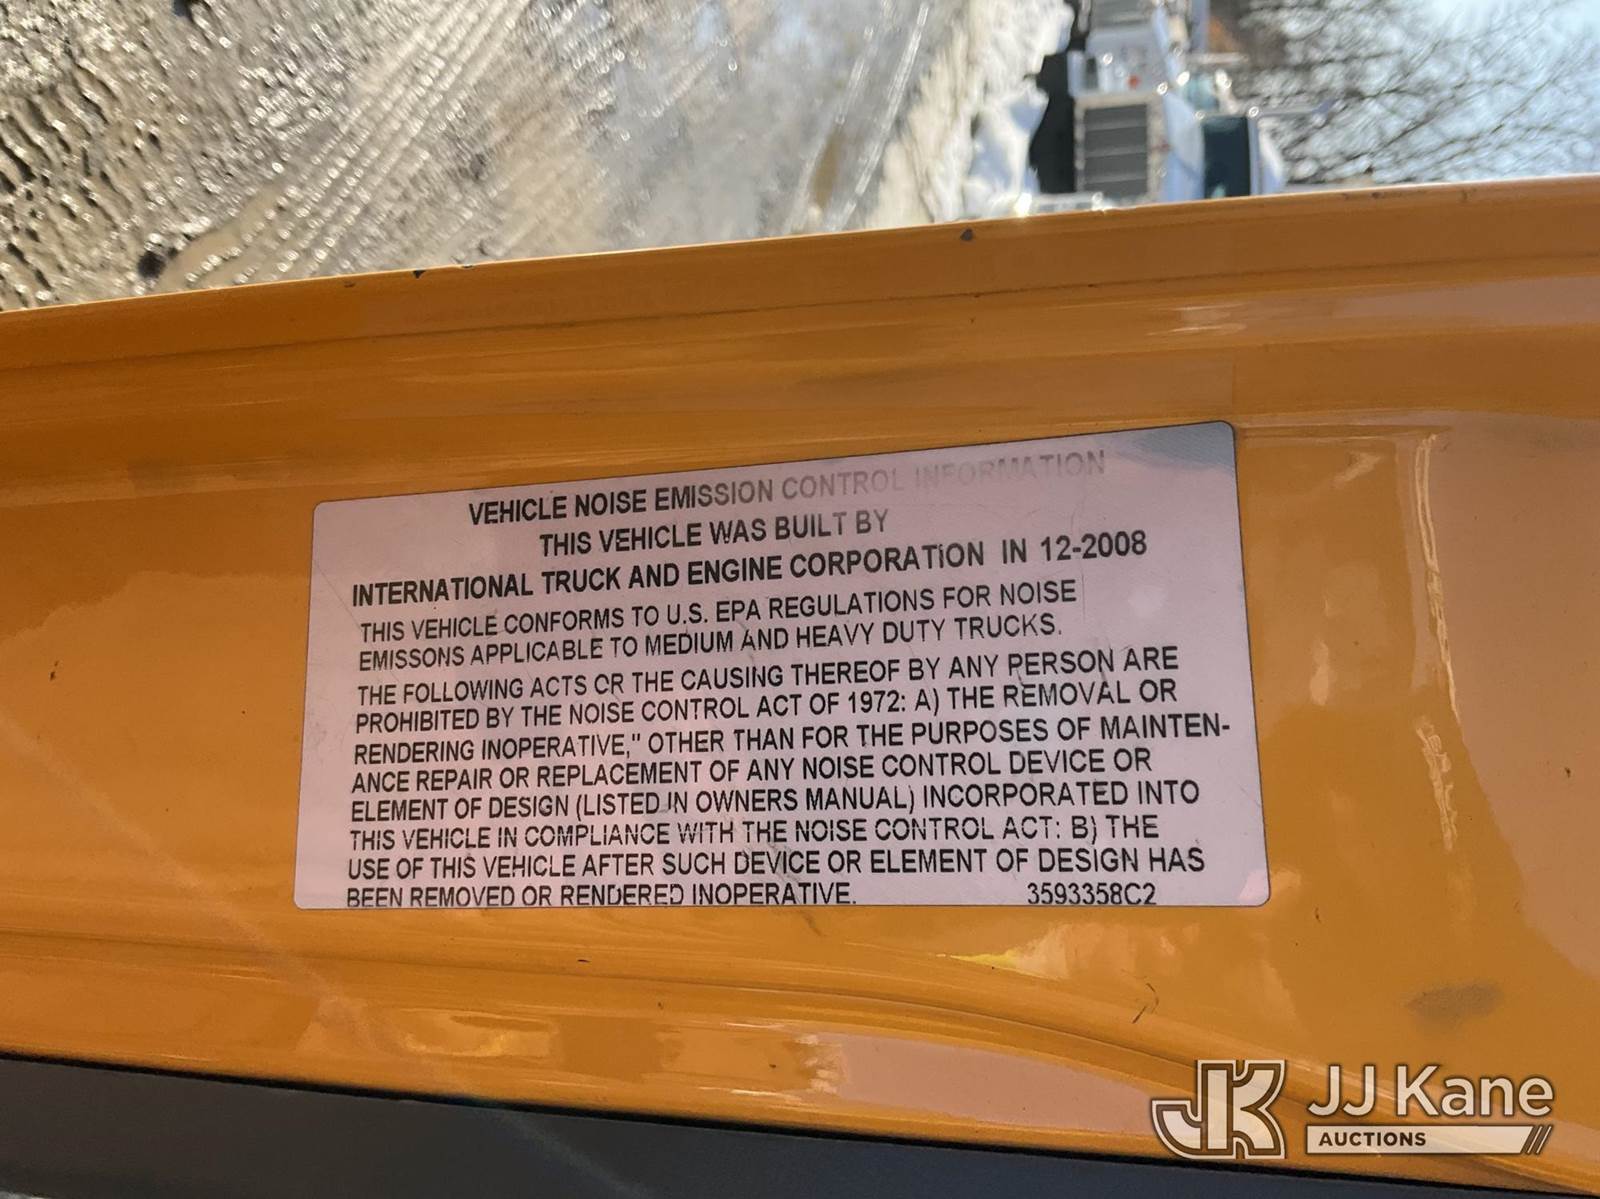 VEHICLE NOISE EMISSION CONTROL INFORMATION
THIS VEHICLE WAS BUILT BY
INTERNATIONAL TRUCK AND ENGINE CORPORATION IN 12-2008
THIS VEHICLE CONFORMS TO U.S. EPA REGULATIONS FOR NOISE
EMISSONS APPLICABLE TO MEDIUM AND HEAVY DUTY TRUCKS.
THE FOLLOWING ACTS OR THE CAUSING THEREOF BY ANY PERSON ARE
PROHIBITED BY THE NOISE CONTROL ACT OF 1972: A) THE REMOVAL OR
RENDERING INOPERATIVE," OTHER THAN FOR THE PURPOSES OF MAINTEN-
ANCE REPAIR OR REPLACEMENT OF ANY NOISE CONTROL DEVICE OR
ELEMENT OF DESIGN (LISTED IN OWNERS MANUAL) INCORPORATED INTO
THIS VEHICLE IN COMPLIANCE WITH THE NOISE CONTROL ACT: B) THE
USE OF THIS VEHICLE AFTER SUCH DEVICE OR ELEMENT OF DESIGN HAS
BEEN REMOVED OR RENDERED INOPERATIVE. 3593358C2
JK JJ Kane
AUCTIONS